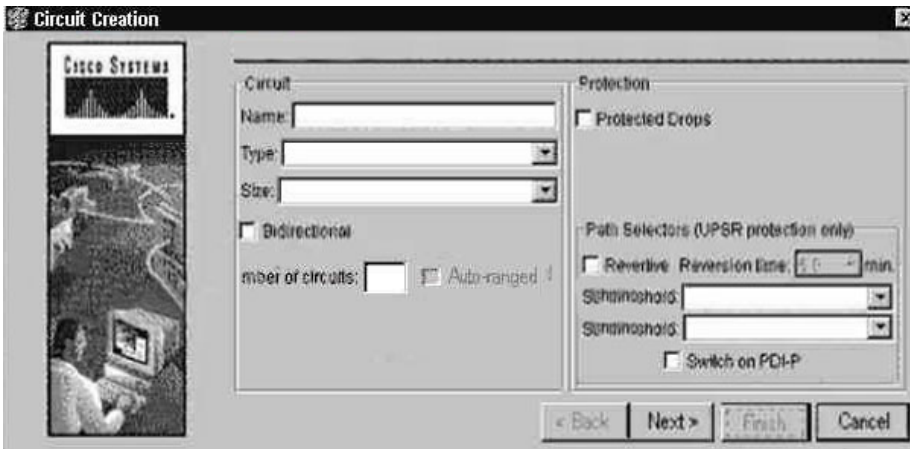 Circuit Creation
CISCO SYSTEMS
Circuit
Name:
Type:
Size:
Bidirectional
mber of circuits:
Auto-ranged
Protection
Protected Drops
Path Selectors (UPSR protection only)
Revertive Reversion time: min.
Switch on PDI-P
< Back Next > Finish Cancel